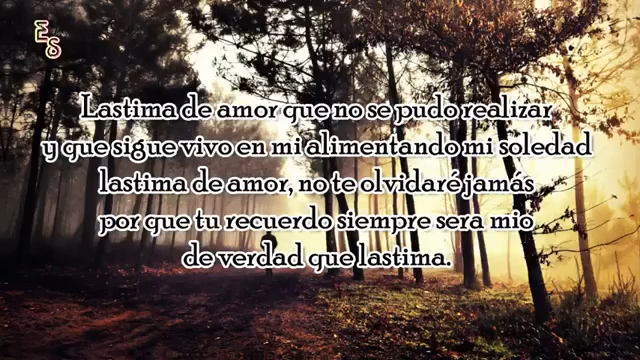 E
S
Lastima de amor que no se pudo realizar
y que sigue vivo en mi alimentando mi soledad
lastima de amor, no te olvidaré jamás
por que tu recuerdo siempre sera mio
de verdad que lastima.